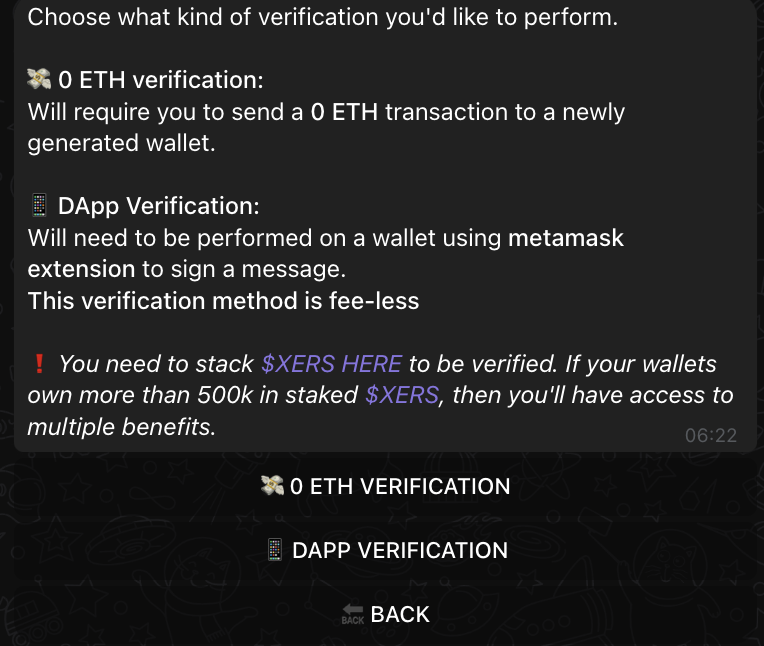 Choose what kind of verification you'd like to perform.
💸 0 ETH verification:
Will require you to send a 0 ETH transaction to a newly
generated wallet.
📱 DApp Verification:
Will need to be performed on a wallet using metamask
extension to sign a message.
This verification method is fee-less
❗ You need to stack $XERS HERE to be verified. If your wallets
own more than 500k in staked $XERS, then you'll have access to
multiple benefits.
06:22
💸 0 ETH VERIFICATION
📱 DAPP VERIFICATION
🔙 BACK